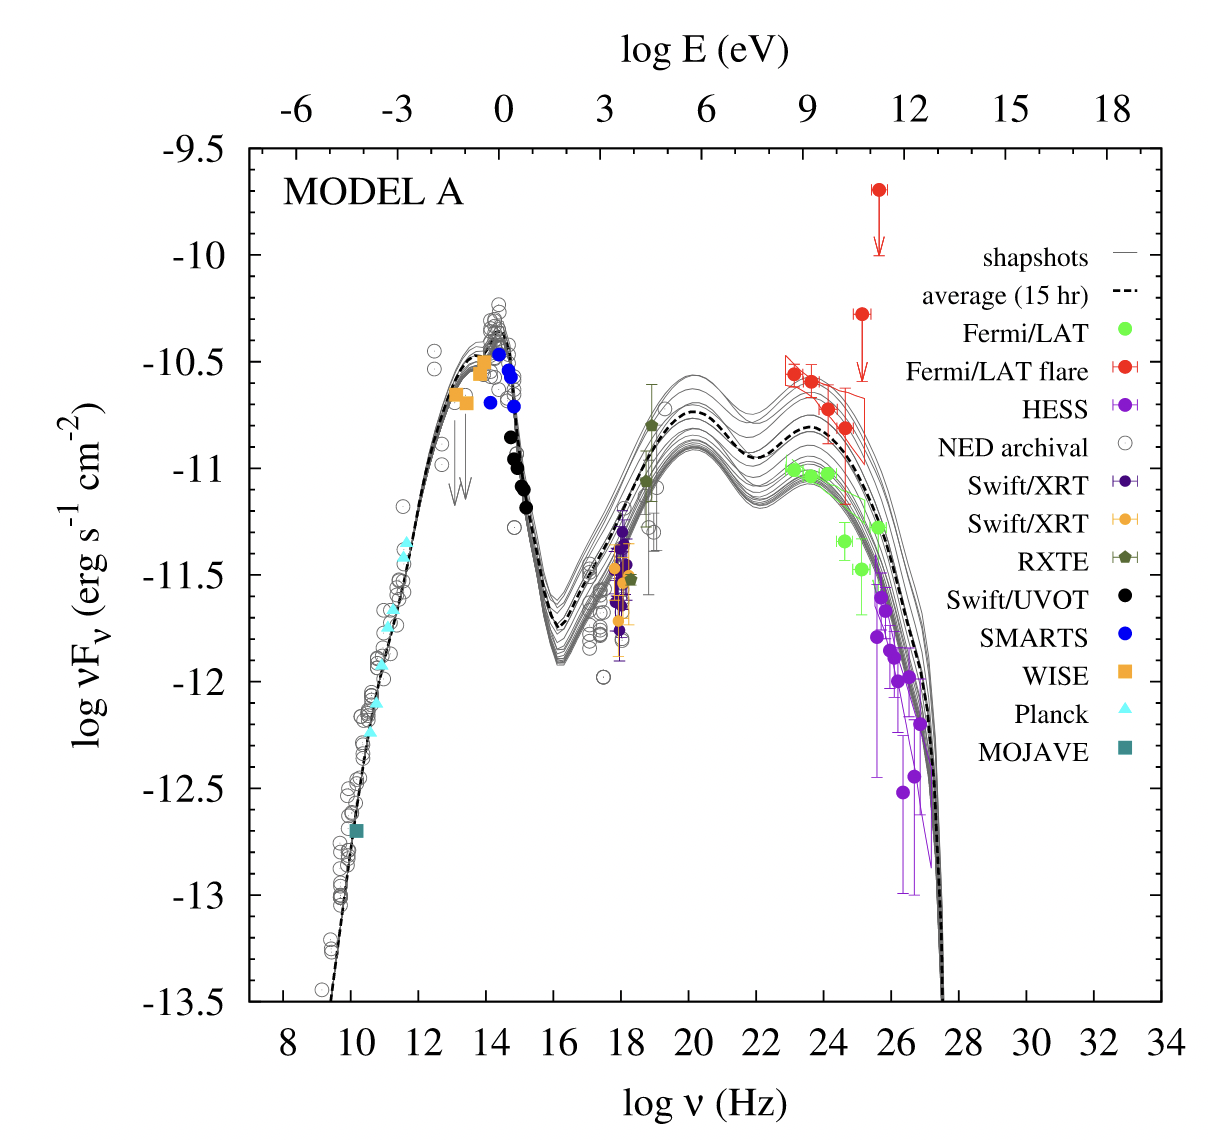 log E (eV)
-6 -3 0 3 6 9 12 15 18
-9.5
MODEL A
-10
-10.5
-11
-11.5
-12
-12.5
-13
-13.5
log νFν (erg s-1 cm-2)
shapshots
average (15 hr)
Fermi/LAT
Fermi/LAT flare
HESS
NED archival
Swift/XRT
Swift/XRT
RXTE
Swift/UVOT
SMARTS
WISE
Planck
MOJAVE
8 10 12 14 16 18 20 22 24 26 28 30 32 34
log ν (Hz)